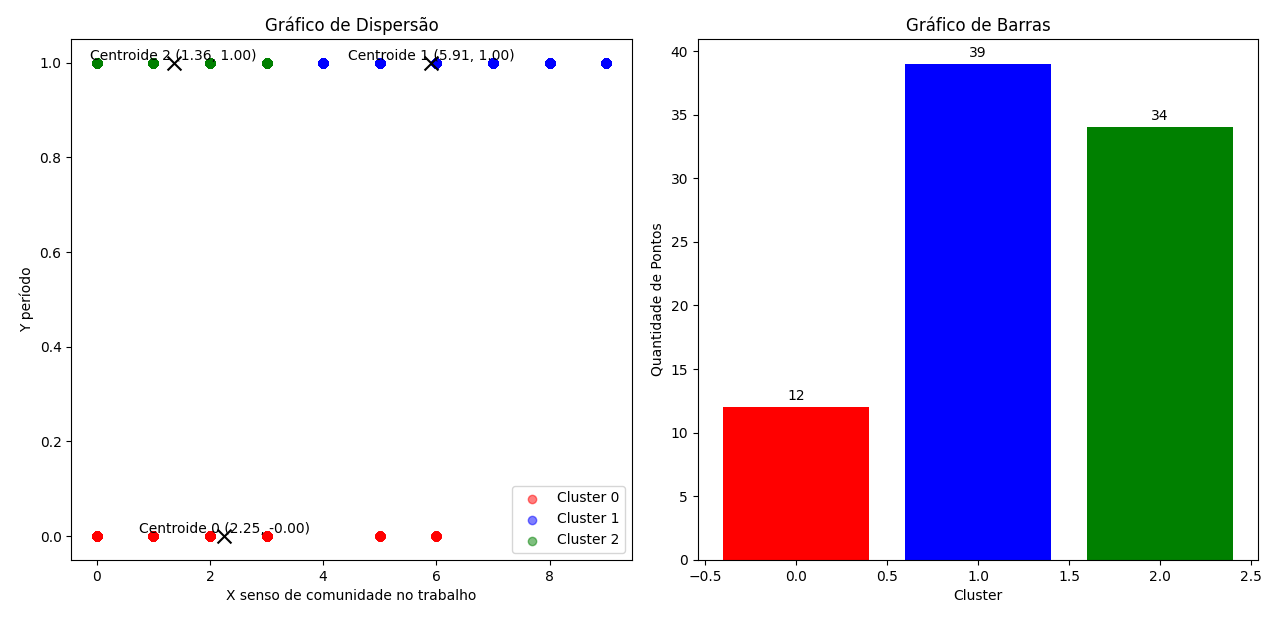 Gráfico de Dispersão
Centroide 2 (1.36, 1.00)
Centroide 1 (5.91, 1.00)
1.0
0.8
0.6
0.4
0.2
0.0
Y período
Centroide 0 (2.25, -0.00)
Cluster 0
Cluster 1
Cluster 2
0
2
4
6
8
X senso de comunidade no trabalho
Gráfico de Barras
40
35
30
25
20
15
10
5
0
Quantidade de Pontos
12
39
34
−0.5
0.0
0.5
1.0
1.5
2.0
2.5
Cluster